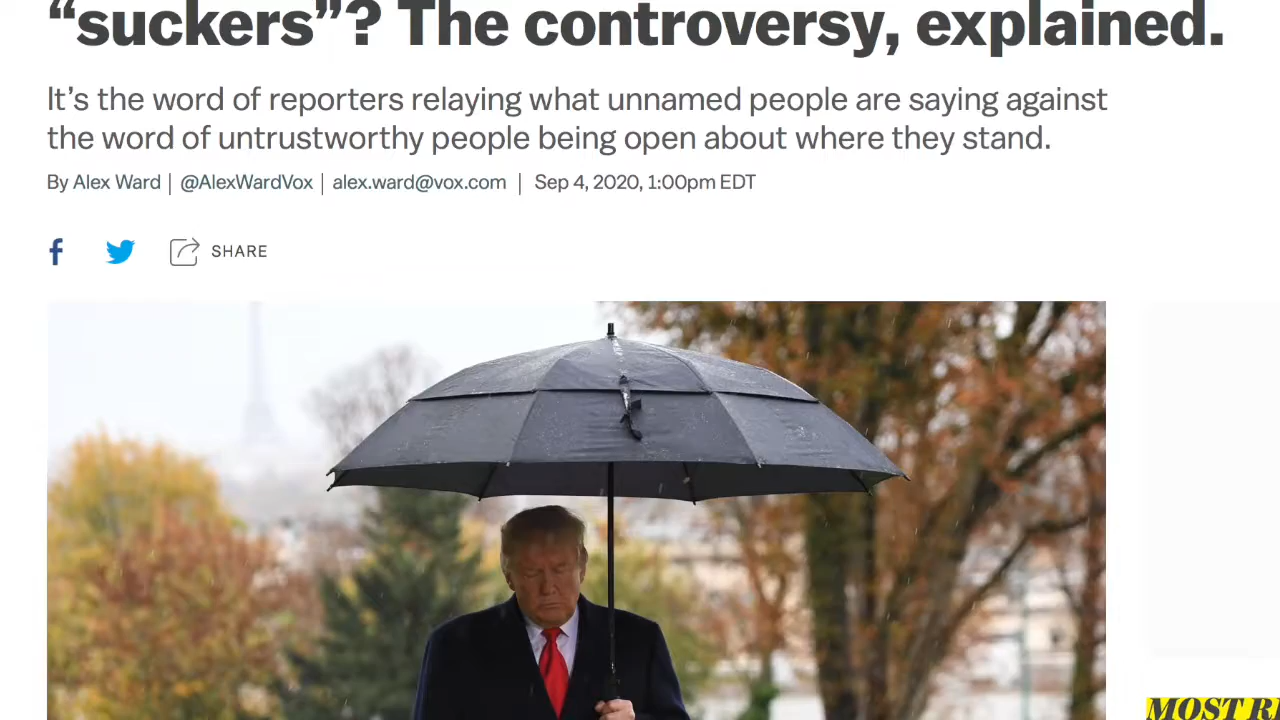 “suckers”? The controversy, explained.
It’s the word of reporters relaying what unnamed people are saying against
the word of untrustworthy people being open about where they stand.
By Alex Ward | @AlexWardVox | alex.ward@vox.com | Sep 4, 2020, 1:00pm EDT
SHARE
MOST